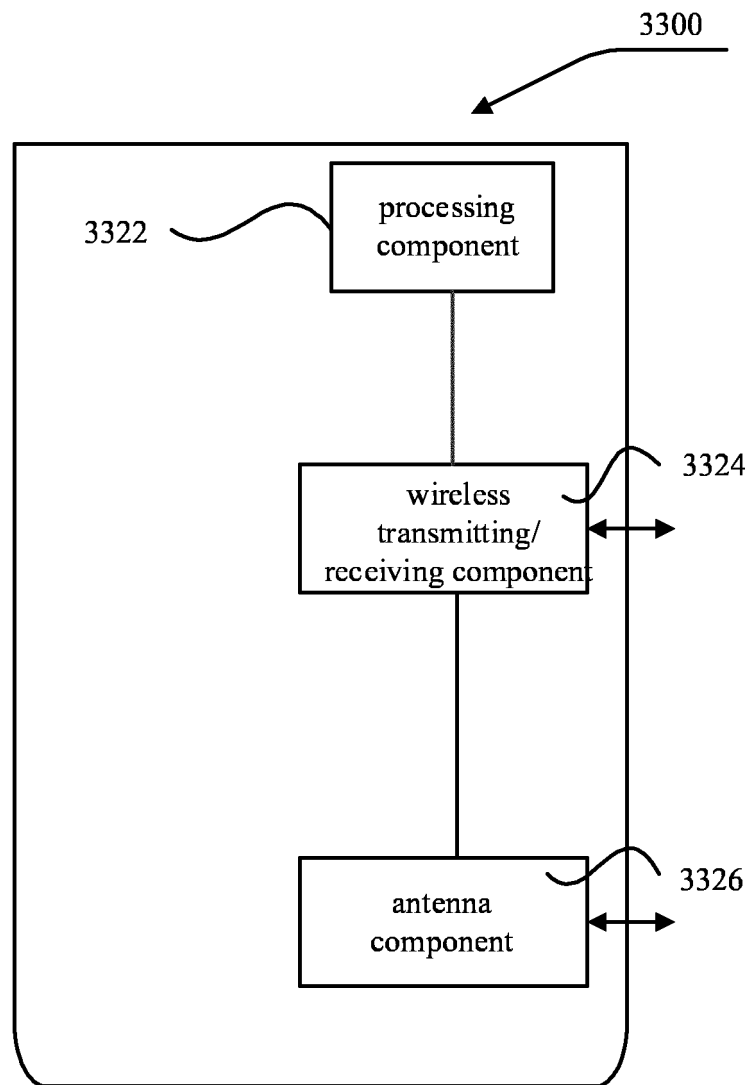 3300
processing
component
3322
wireless
transmitting/
receiving component
3324
antenna
component
3326